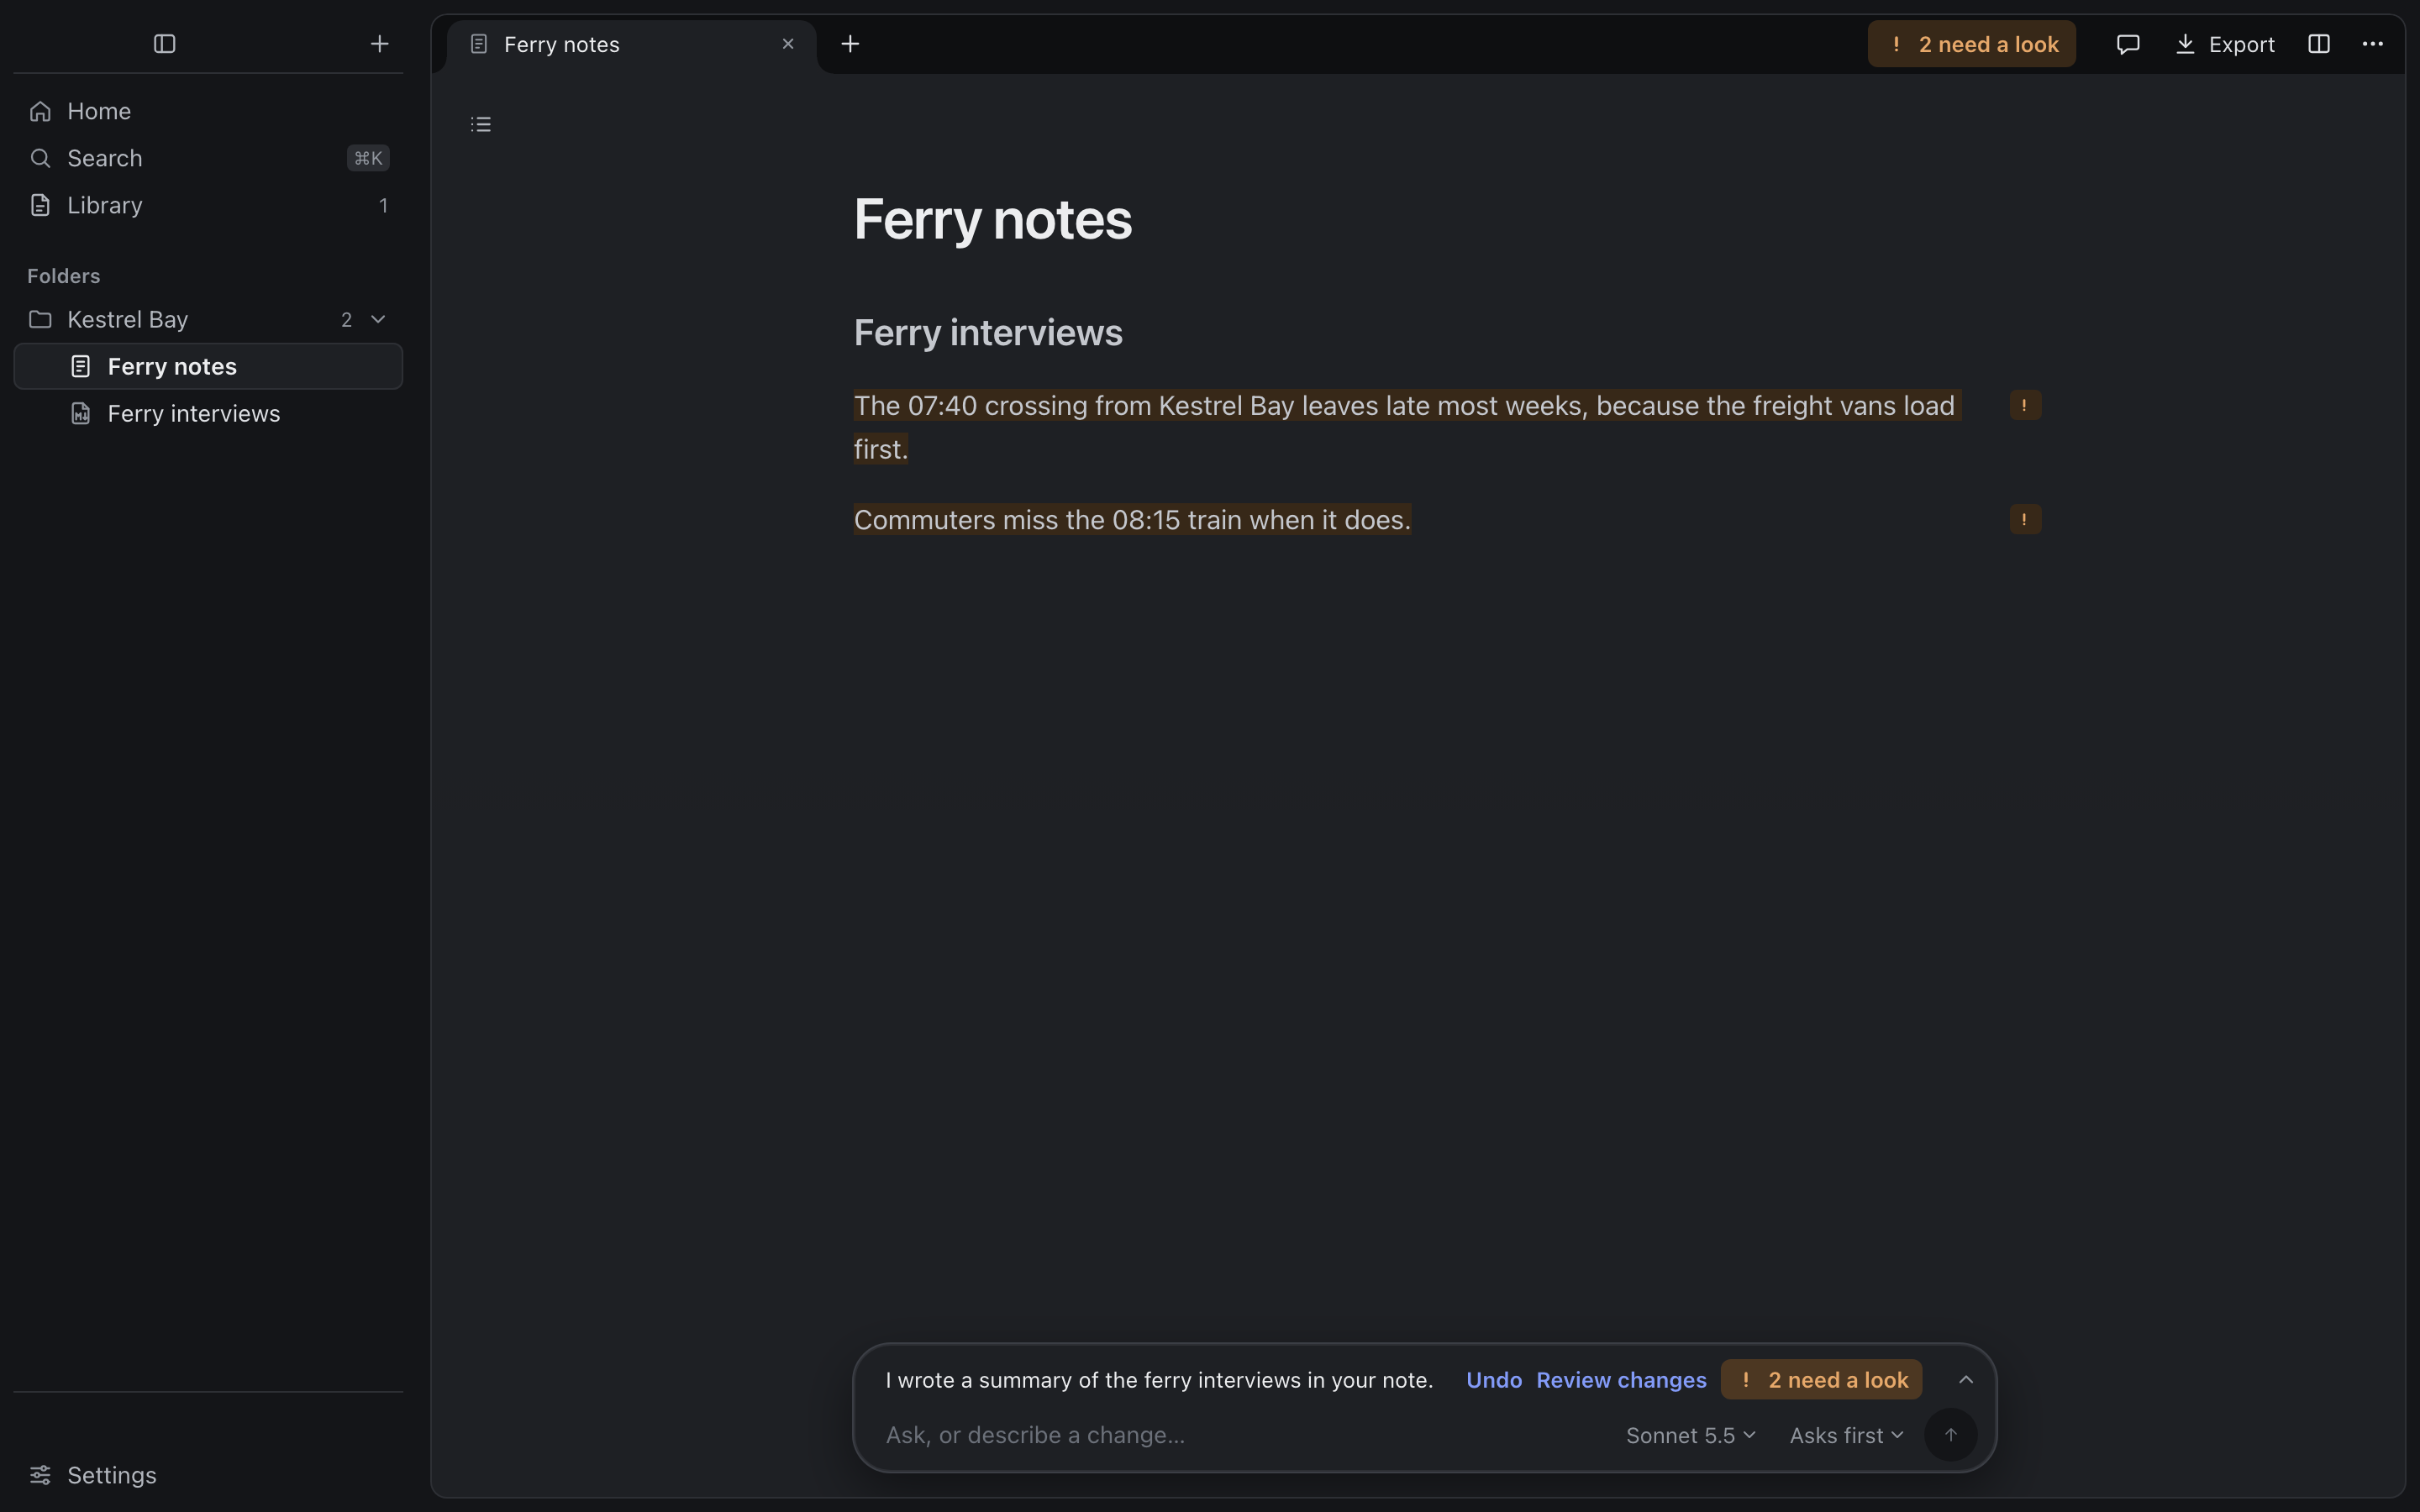 Ferry notes
! 2 need a look
Export
Home
Search ⌘K
Library 1
Folders
Kestrel Bay 2
Ferry notes
Ferry interviews
Settings
Ferry notes
Ferry interviews
The 07:40 crossing from Kestrel Bay leaves late most weeks, because the freight vans load
first.
!
Commuters miss the 08:15 train when it does.
!
I wrote a summary of the ferry interviews in your note. Undo Review changes ! 2 need a look
Ask, or describe a change... Sonnet 5.5 Asks first